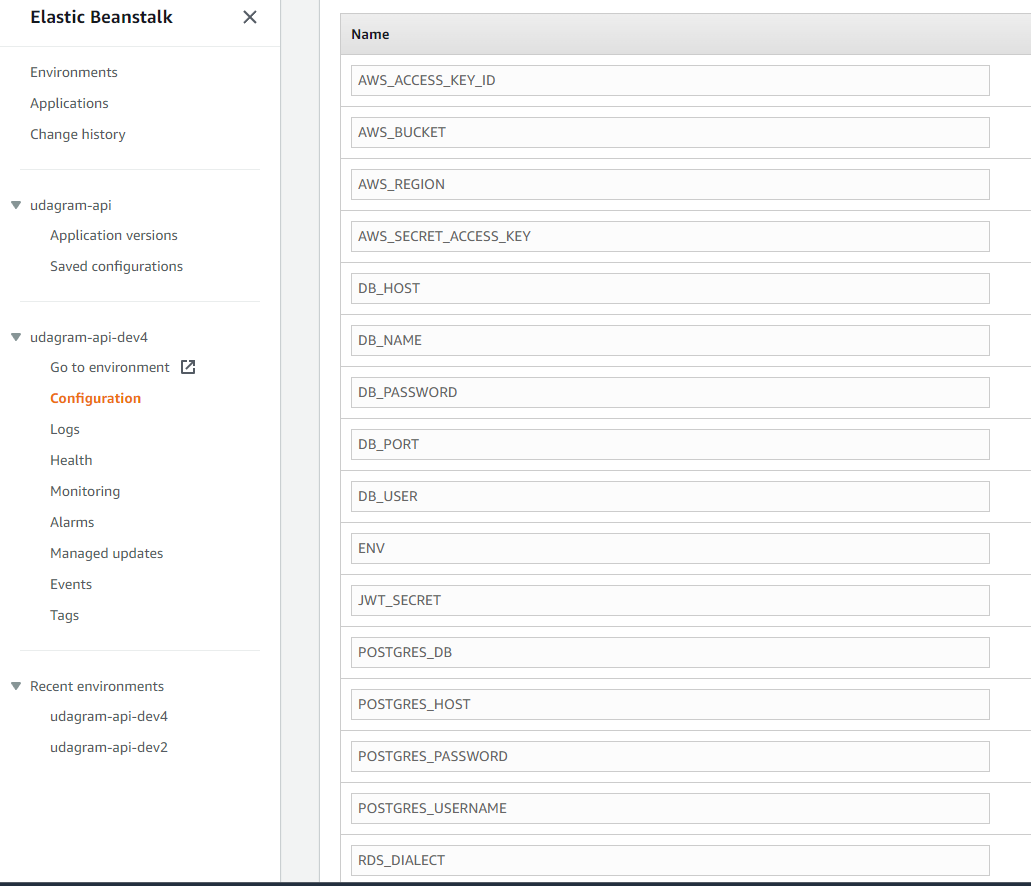 Elastic Beanstalk
Environments
Applications
Change history
udagram-api
Application versions
Saved configurations
udagram-api-dev4
Go to environment
Configuration
Logs
Health
Monitoring
Alarms
Managed updates
Events
Tags
Recent environments
udagram-api-dev4
udagram-api-dev2
Name
AWS_ACCESS_KEY_ID
AWS_BUCKET
AWS_REGION
AWS_SECRET_ACCESS_KEY
DB_HOST
DB_NAME
DB_PASSWORD
DB_PORT
DB_USER
ENV
JWT_SECRET
POSTGRES_DB
POSTGRES_HOST
POSTGRES_PASSWORD
POSTGRES_USERNAME
RDS_DIALECT